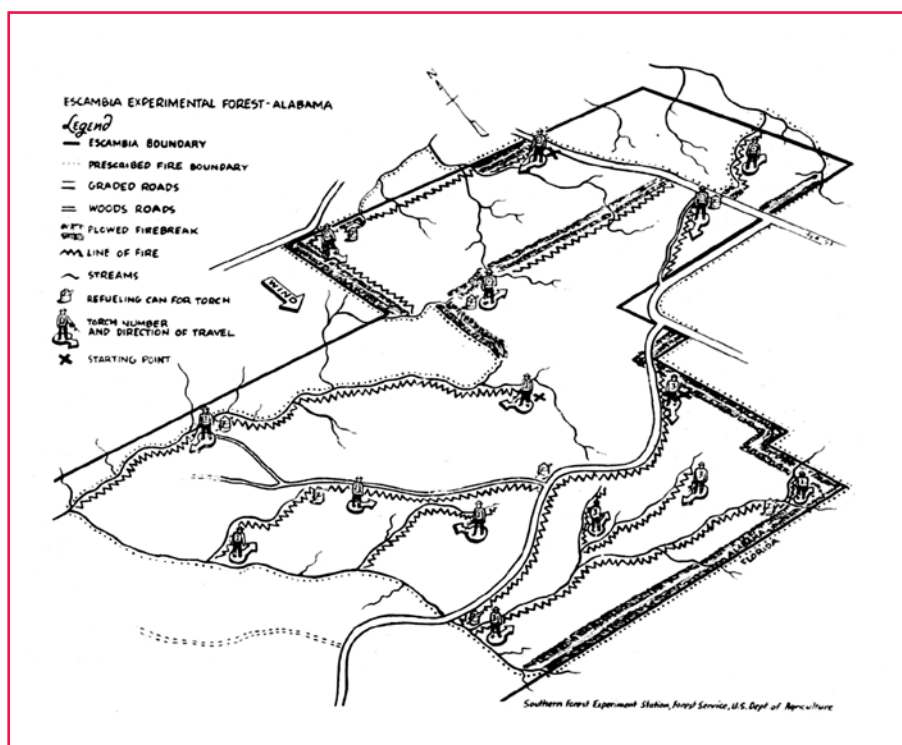 N
ESCAMBIA EXPERIMENTAL FOREST-ALABAMA
Legend
ESCAMBIA BOUNDARY
PRESCRIBED FIRE BOUNDARY
GRADED ROADS
WOODS ROADS
PLOWED FIREBREAK
LINE OF FIRE
STREAMS
REFUELING CAN FOR TORCH
TORCH NUMBER
AND DIRECTION OF TRAVEL
STARTING POINT
WIND
FLORIDA
Southern Forest Experiment Station, Forest Service, U.S. Dept of Agriculture